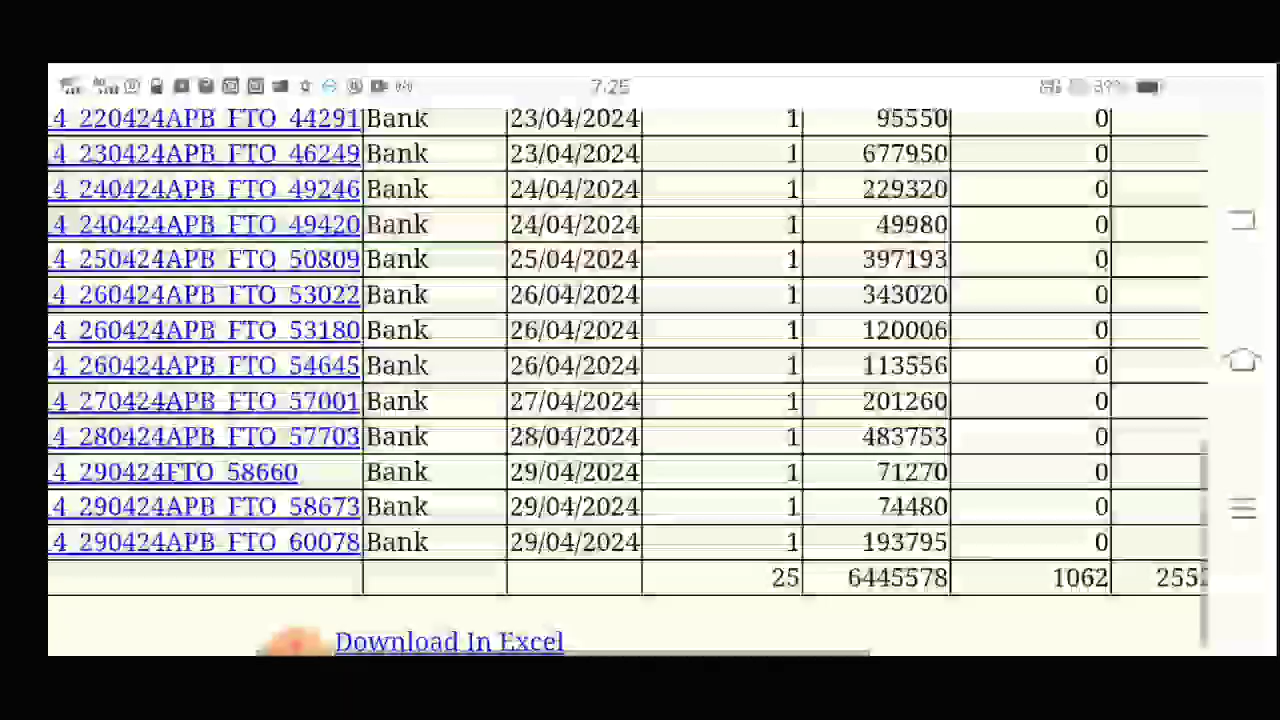 7:25 39%
4_220424APB_FTO_44291 Bank 23/04/2024 1 95550 0
4_230424APB_FTO_46249 Bank 23/04/2024 1 677950 0
4_240424APB_FTO_49246 Bank 24/04/2024 1 229320 0
4_240424APB_FTO_49420 Bank 24/04/2024 1 49980 0
4_250424APB_FTO_50809 Bank 25/04/2024 1 397193 0
4_260424APB_FTO_53022 Bank 26/04/2024 1 343020 0
4_260424APB_FTO_53180 Bank 26/04/2024 1 120006 0
4_260424APB_FTO_54645 Bank 26/04/2024 1 113556 0
4_270424APB_FTO_57001 Bank 27/04/2024 1 201260 0
4_280424APB_FTO_57703 Bank 28/04/2024 1 483753 0
4_290424FTO_58660 Bank 29/04/2024 1 71270 0
4_290424APB_FTO_58673 Bank 29/04/2024 1 74480 0
4_290424APB_FTO_60078 Bank 29/04/2024 1 193795 0
25 6445578 1062 255
Download In Excel